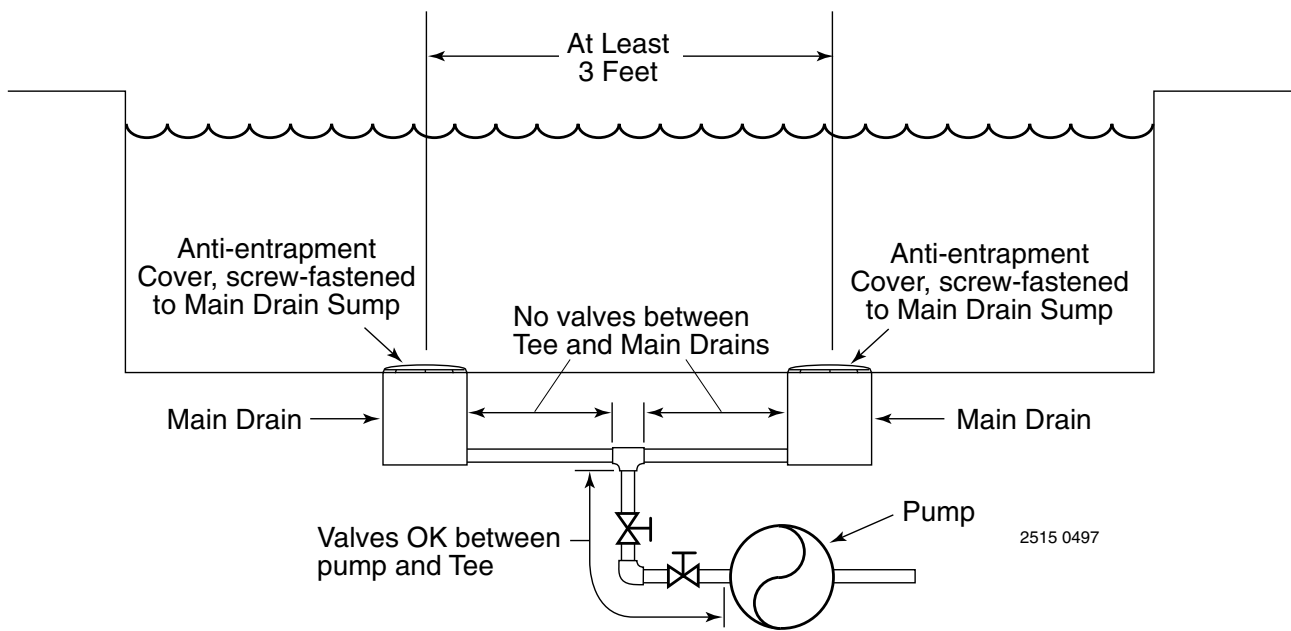 At Least
3 Feet
Anti-entrapment
Cover, screw-fastened
to Main Drain Sump
Anti-entrapment
Cover, screw-fastened
to Main Drain Sump
No valves between
Tee and Main Drains
Main Drain
Main Drain
Valves OK between
pump and Tee
Pump
2515 0497